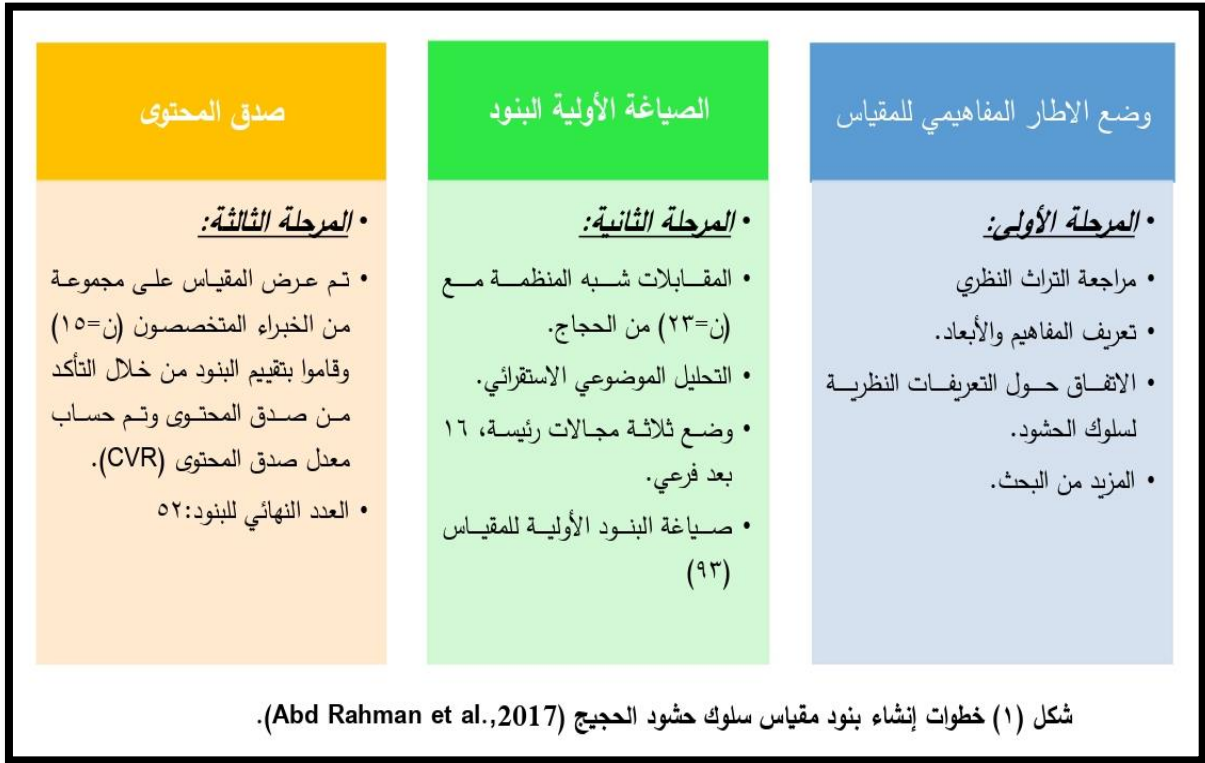 وضع الاطار المفاهيمي للمقياس
• المرحلة الأولى:
• مراجعة التراث النظري
• تعريف المفاهيم والأبعاد.
• الاتفاق حول التعريفات النظرية
لسلوك الحشود.
• المزيد من البحث.
الصياغة الأولية البنود
• المرحلة الثانية:
• المقابلات شبه المنظمة مع
(ن=٢٣) من الحجاج.
• التحليل الموضوعي الاستقرائي.
• وضع ثلاثة مجالات رئيسة، ١٦
بعد فرعي.
• صياغة البنود الأولية للمقياس
(٩٣)
صدق المحتوى
• المرحلة الثالثة:
• تم عرض المقياس على مجموعة
من الخبراء المتخصصون (ن=١٥)
وقاموا بتقييم البنود من خلال التأكد
من صدق المحتوى وتم حساب
معدل صدق المحتوى (CVR).
• العدد النهائي للبنود:٥٢
شكل (١) خطوات إنشاء بنود مقياس سلوك حشود الحجيج (Abd Rahman et al.,2017).